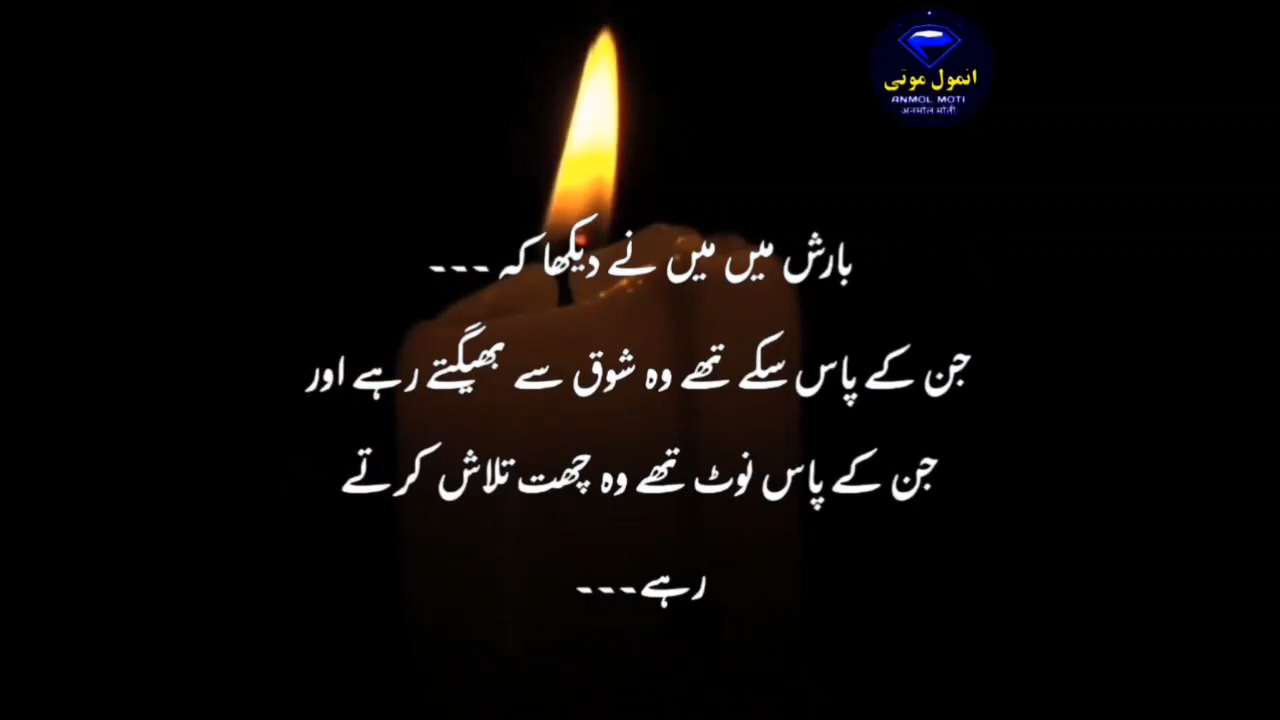 انمول موتی
ANMOL MOTI
अनमोल मोती
بارش میں میں نے دیکھا کہ ---
جن کے پاس سکے تھے وہ شوق سے بھیگتے رہے اور
جن کے پاس نوٹ تھے وہ چھت تلاش کرتے
رہے---